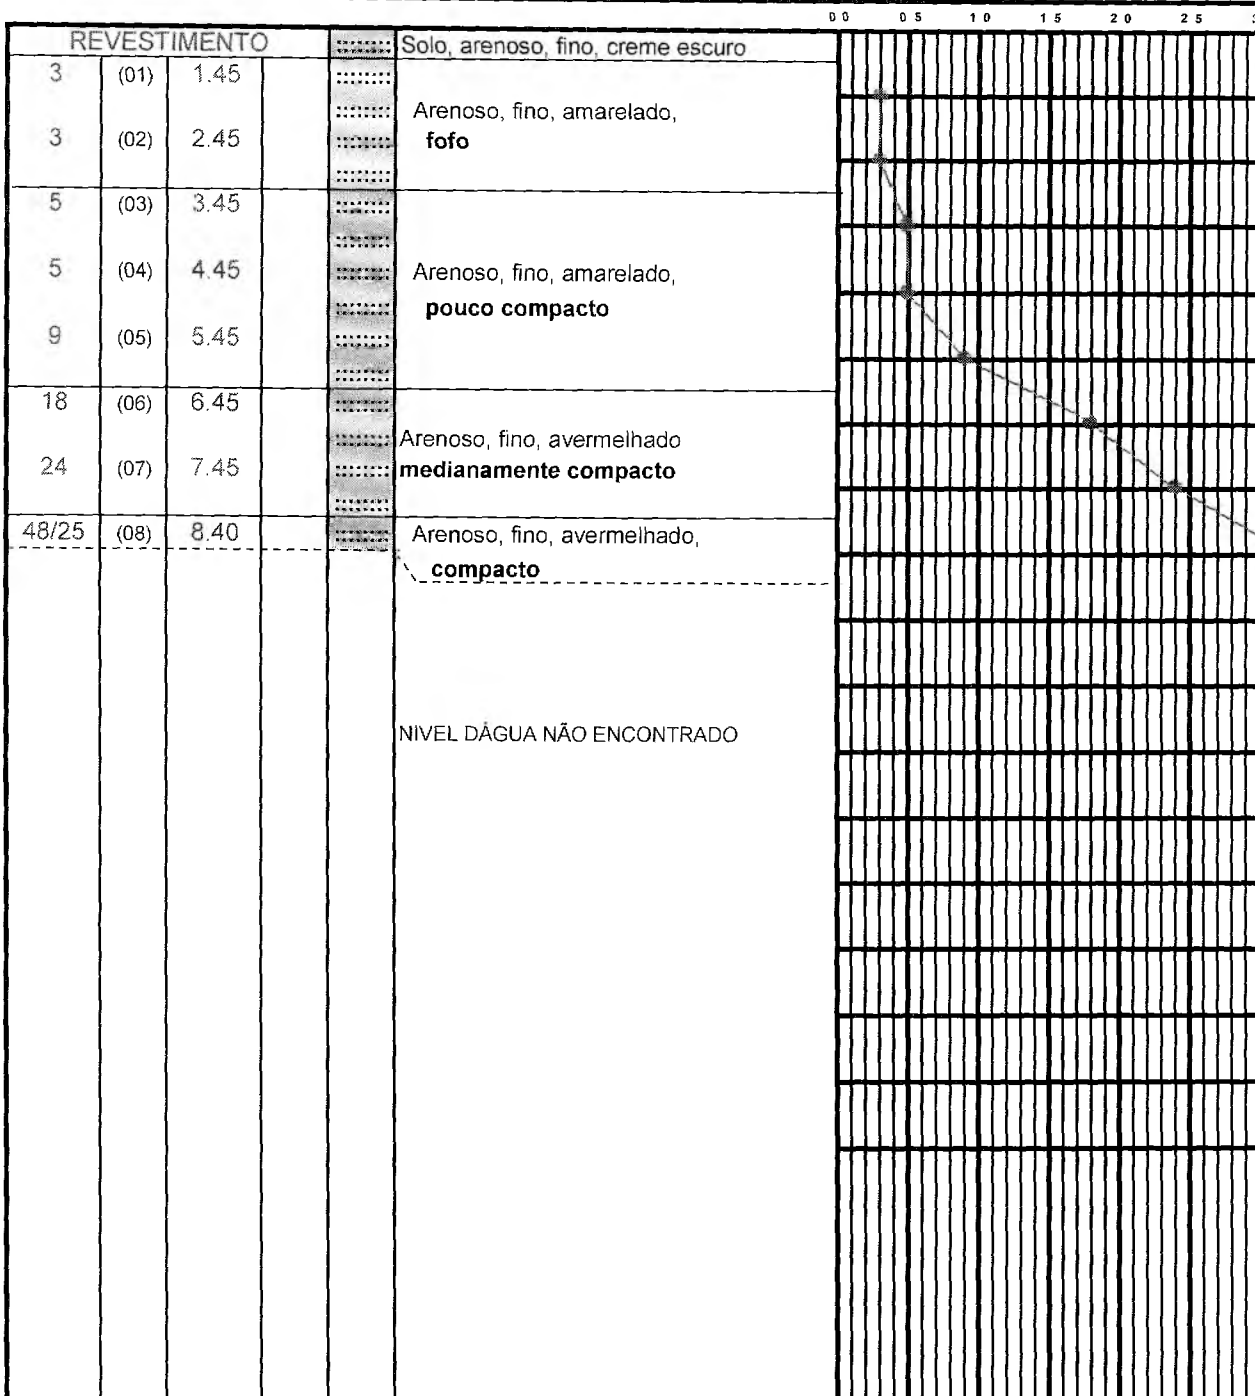 0 0 0 5 1 0 1 5 2 0 2 5
REVESTIMENTO Solo, arenoso, fino, creme escuro
3 (01) 1.45
Arenoso, fino, amarelado,
3 (02) 2.45 fofo
5 (03) 3.45
5 (04) 4.45 Arenoso, fino, amarelado,
pouco compacto
9 (05) 5.45
18 (06) 6.45
Arenoso, fino, avermelhado
24 (07) 7.45 medianamente compacto
48/25 (08) 8.40 Arenoso, fino, avermelhado,
compacto
NIVEL DÁGUA NÃO ENCONTRADO